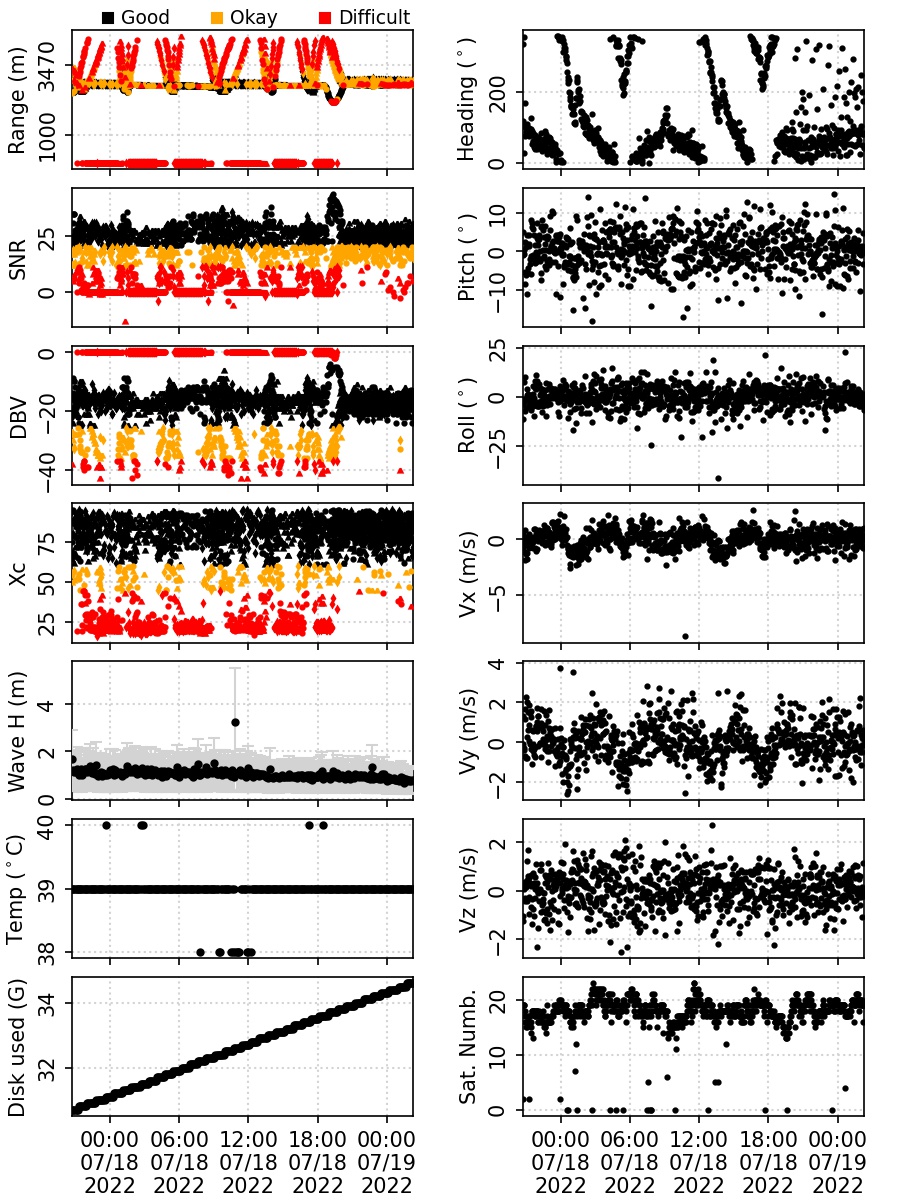 Good Okay Difficult
Range (m)
3470
1000
Heading (°)
200
0
SNR
25
0
Pitch (°)
10
0
−10
DBV
0
−20
−40
Roll (°)
25
0
−25
Xc
75
50
25
Vx (m/s)
0
−5
Wave H (m)
4
2
0
Vy (m/s)
4
2
0
−2
Temp (°C)
40
39
38
Vz (m/s)
2
0
−2
Disk used (G)
34
32
Sat. Numb.
20
10
0
00:00 06:00 12:00 18:00 00:00
07/18 07/18 07/18 07/18 07/19
2022 2022 2022 2022 2022
00:00 06:00 12:00 18:00 00:00
07/18 07/18 07/18 07/18 07/19
2022 2022 2022 2022 2022